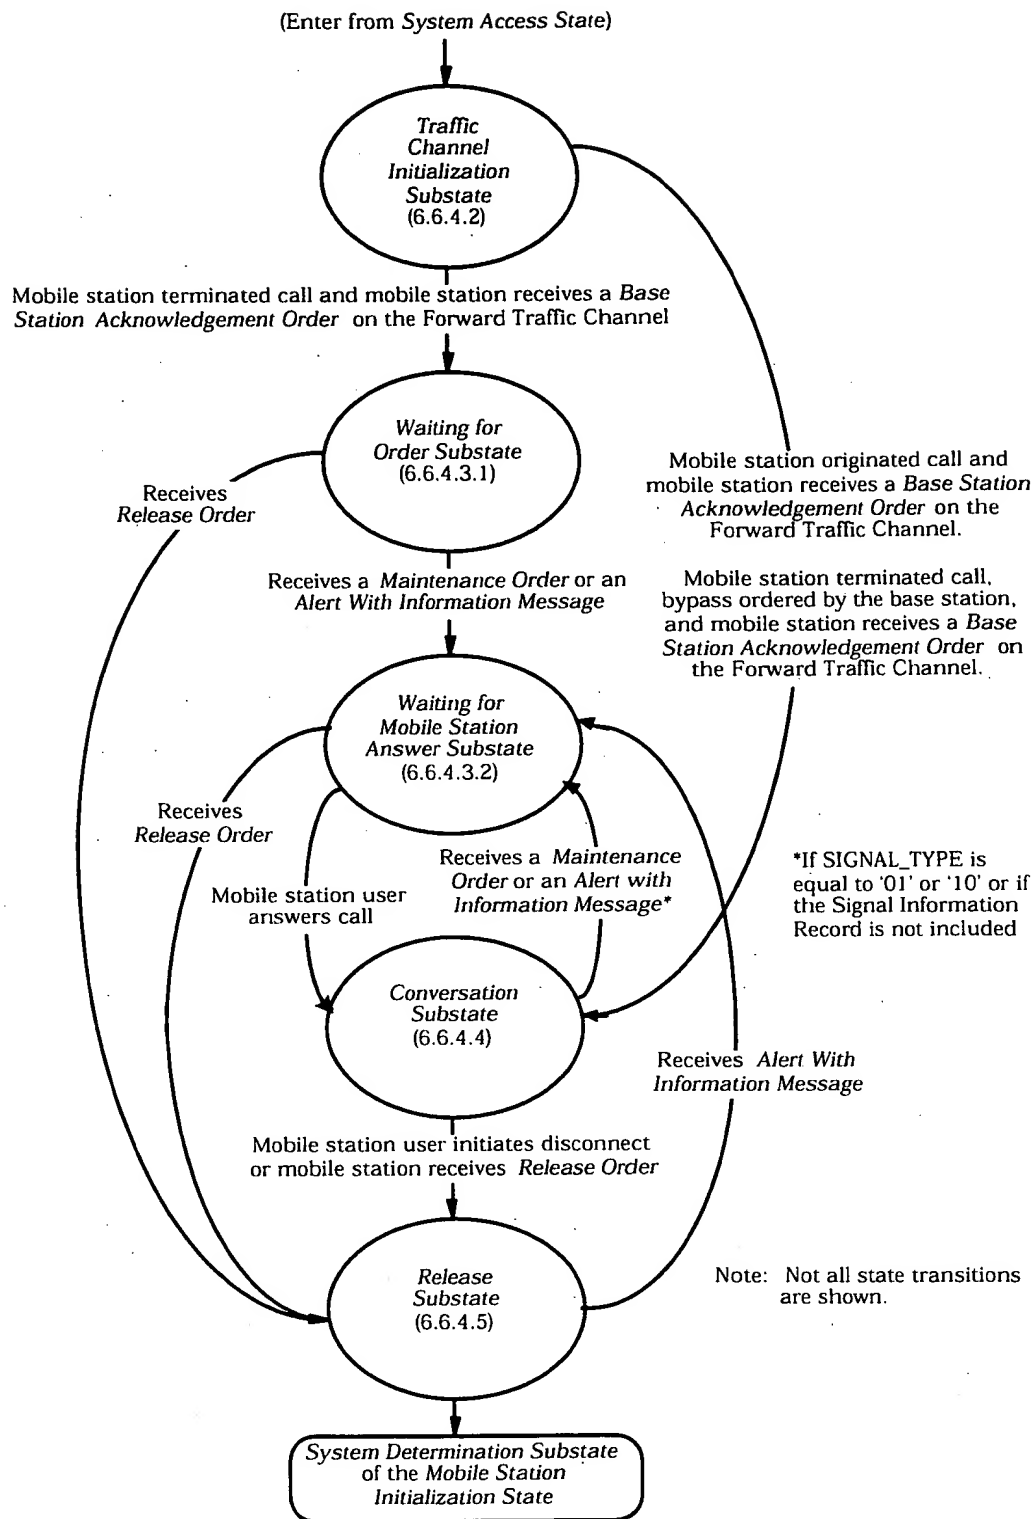 (Enter from System Access State)
Traffic
Channel
Initialization
Substate
(6.6.4.2)
Mobile station terminated call and mobile station receives a Base
Station Acknowledgement Order on the Forward Traffic Channel
Waiting for
Order Substate
(6.6.4.3.1)
Receives
Release Order
Mobile station originated call and
mobile station receives a Base Station
Acknowledgement Order on the
Forward Traffic Channel.
Receives a Maintenance Order or an
Alert With Information Message
Mobile station terminated call,
bypass ordered by the base station,
and mobile station receives a Base
Station Acknowledgement Order on
the Forward Traffic Channel.
Waiting for
Mobile Station
Answer Substate
(6.6.4.3.2)
Receives
Release Order
Mobile station user
answers call
Receives a Maintenance
Order or an Alert with
Information Message*
*If SIGNAL_TYPE is
equal to '01' or '10' or if
the Signal Information
Record is not included
Conversation
Substate
(6.6.4.4)
Receives Alert With
Information Message
Mobile station user initiates disconnect
or mobile station receives Release Order
Release
Substate
(6.6.4.5)
Note: Not all state transitions
are shown.
System Determination Substate
of the Mobile Station
Initialization State